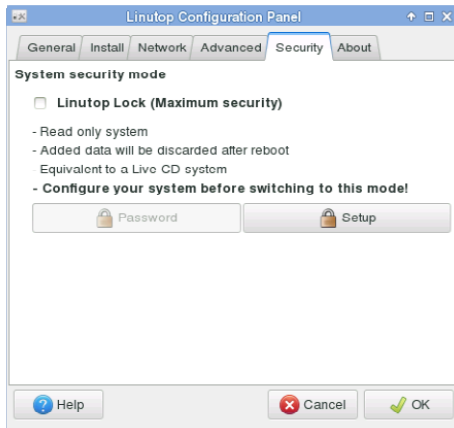 Linutop Configuration Panel
General Install Network Advanced Security About
System security mode
Linutop Lock (Maximum security)
- Read only system
- Added data will be discarded after reboot
- Equivalent to a Live CD system
- Configure your system before switching to this mode!
Password Setup
Help Cancel OK